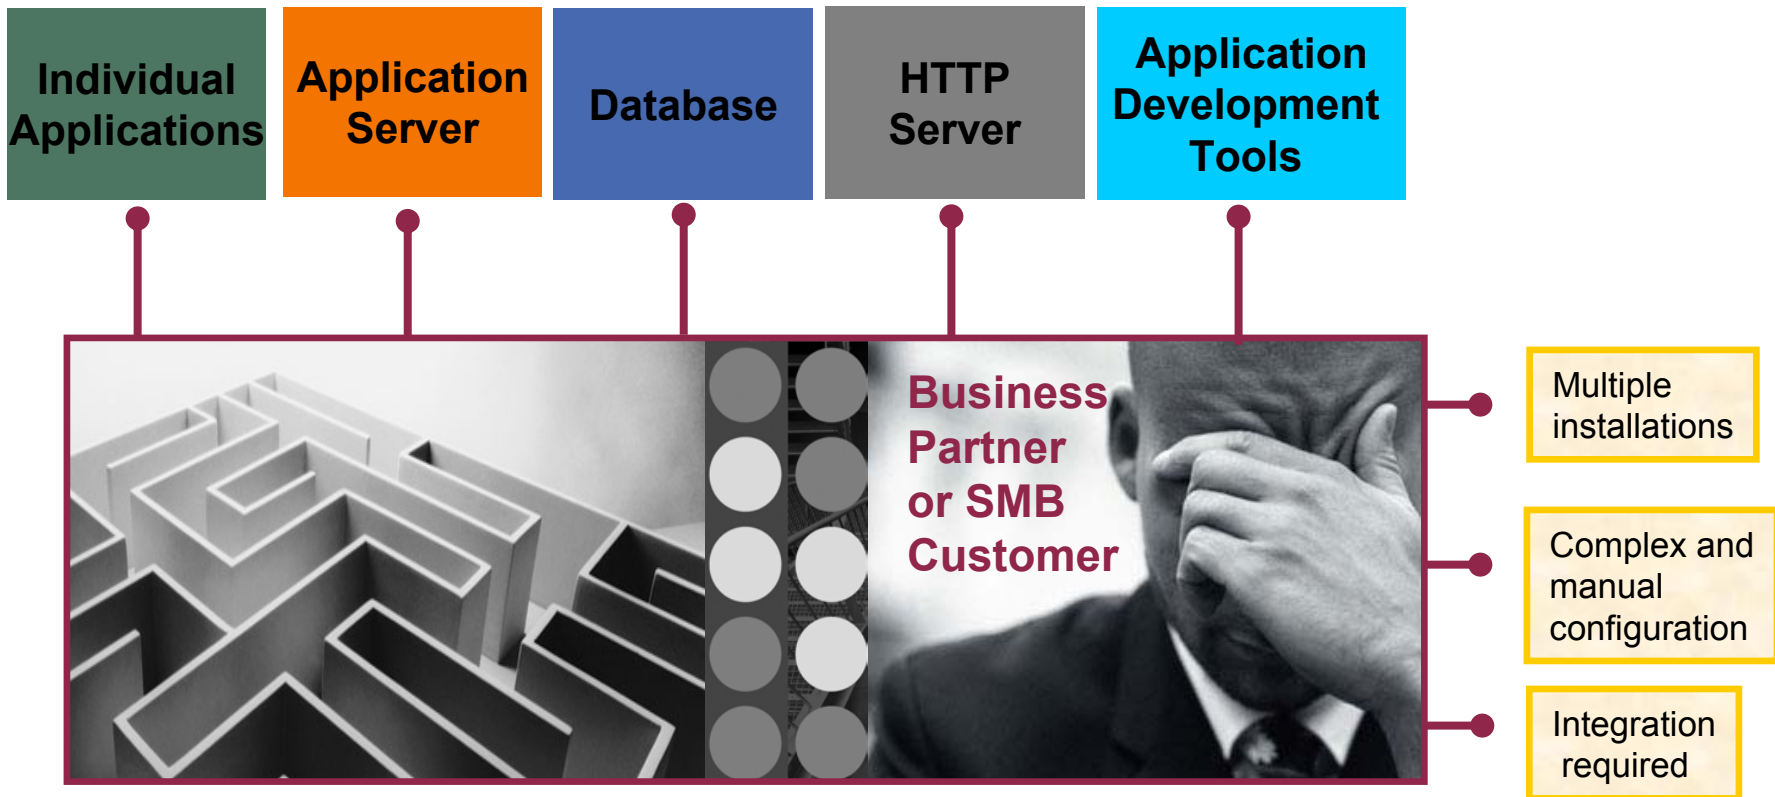 Individual
Applications
Application
Server
Database
HTTP
Server
Application
Development
Tools
Business
Partner
or SMB
Customer
Multiple
installations
Complex and
manual
configuration
Integration
required